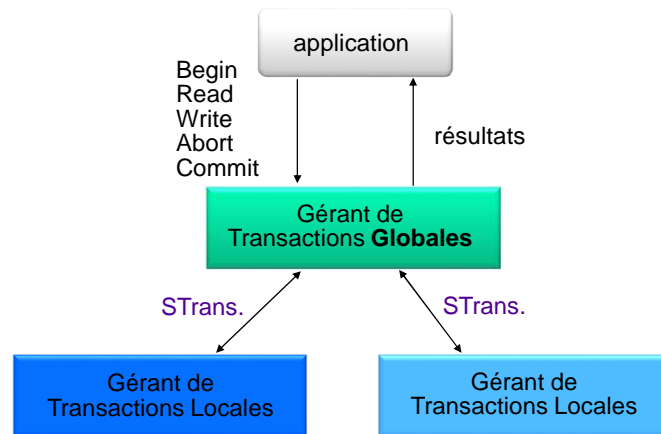 application
Begin
Read
Write
Abort
Commit
résultats
Gérant de
Transactions Globales
STrans.
STrans.
Gérant de
Transactions Locales
Gérant de
Transactions Locales